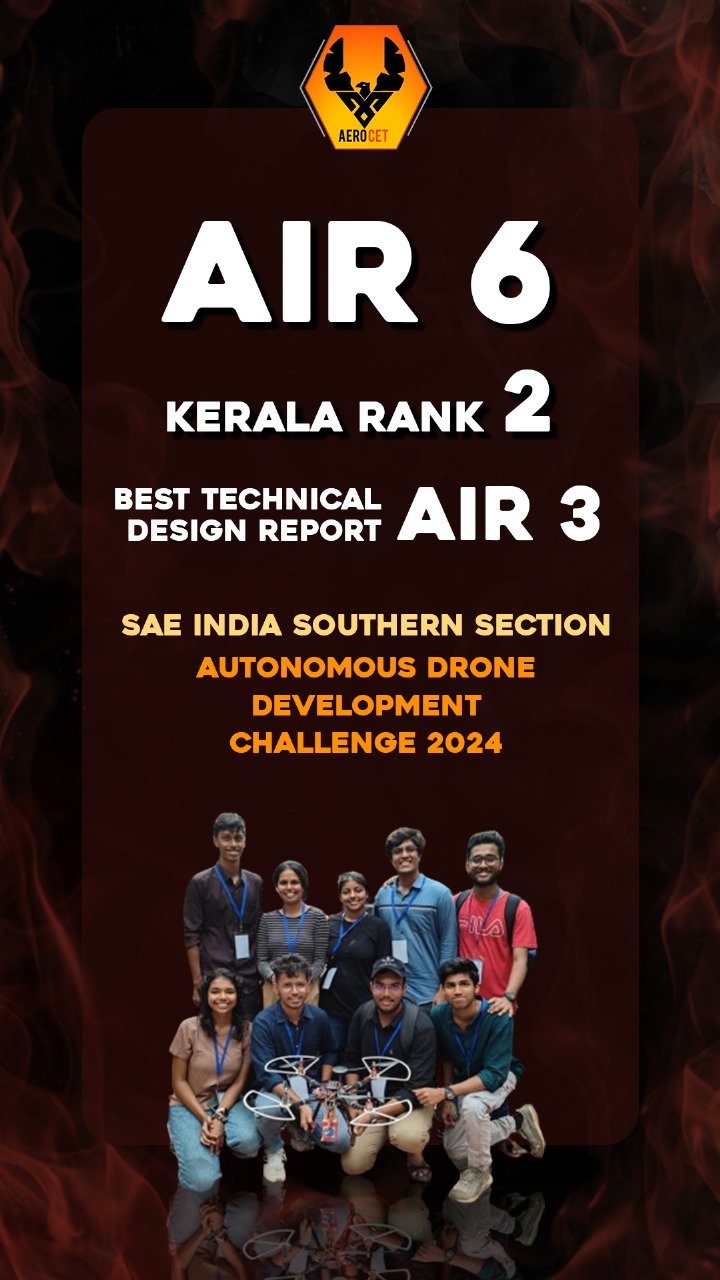 AEROCET
AIR 6
KERALA RANK 2
BEST TECHNICAL
DESIGN REPORT AIR 3
SAE INDIA SOUTHERN SECTION
AUTONOMOUS DRONE
DEVELOPMENT
CHALLENGE 2024
FILA